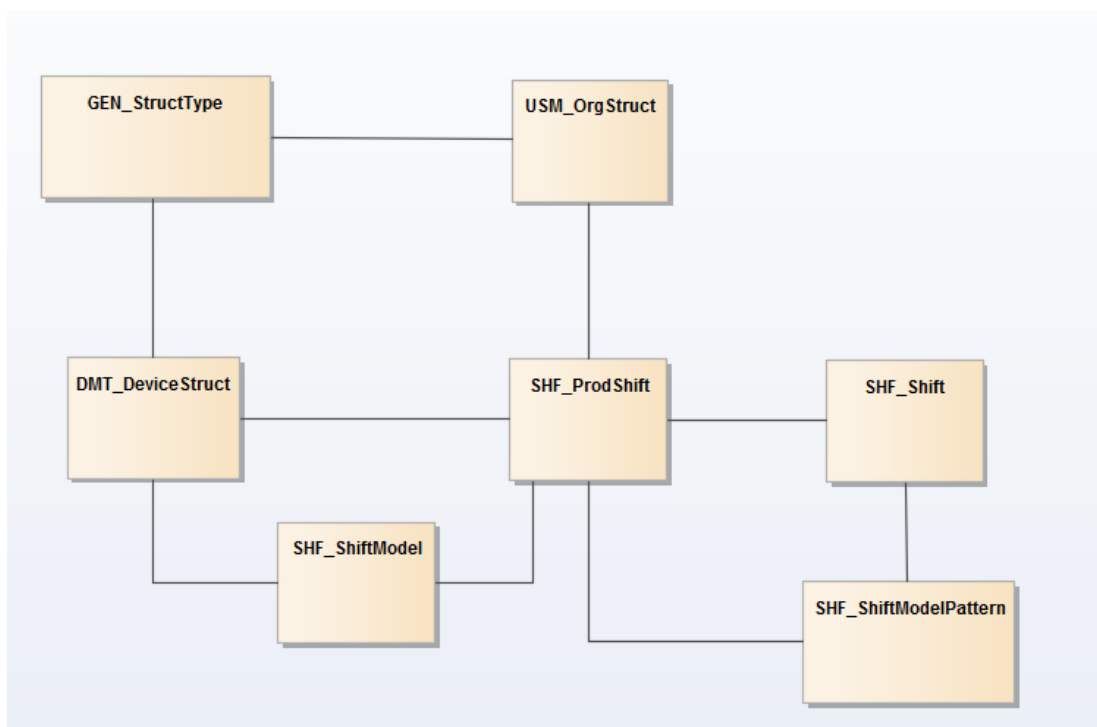 GEN_StructType
USM_OrgStruct
DMT_DeviceStruct
SHF_ProdShift
SHF_Shift
SHF_ShiftModel
SHF_ShiftModelPattern